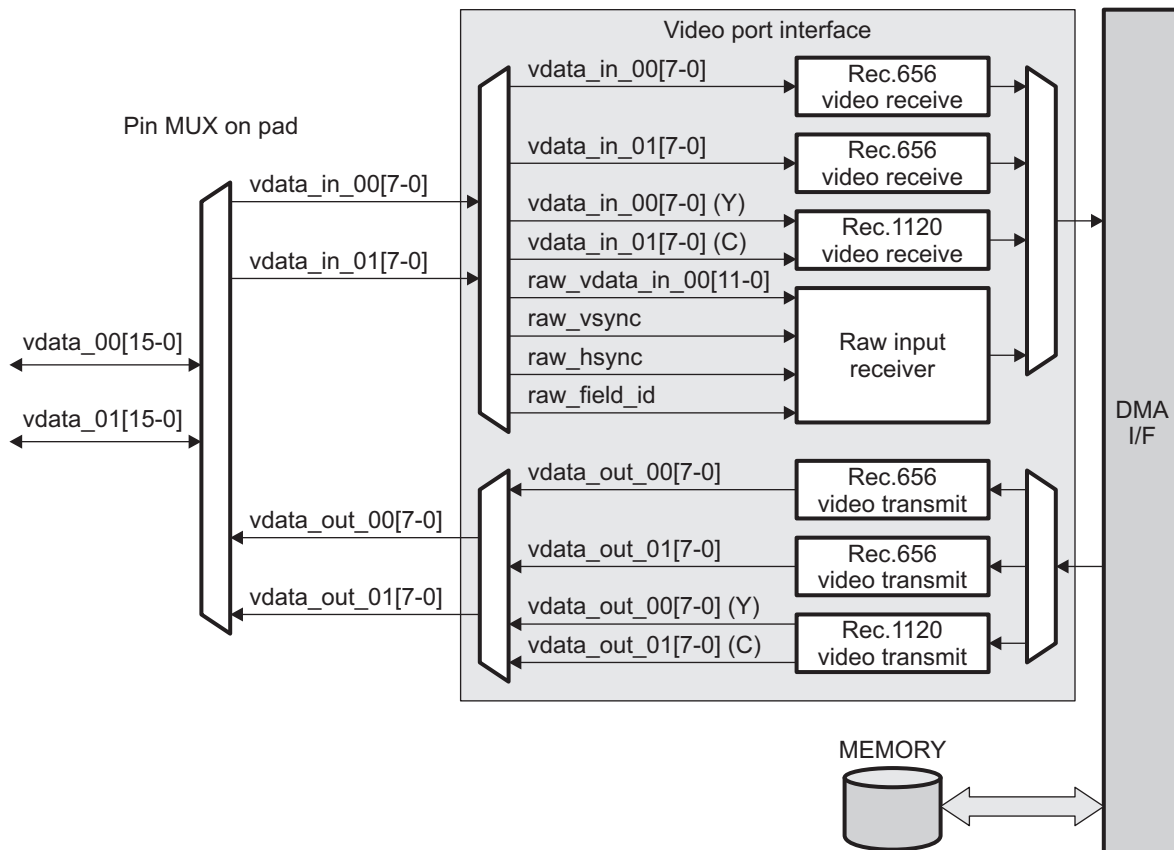 Video port interface
Pin MUX on pad
vdata_in_00[7-0]
vdata_in_01[7-0]
vdata_00[15-0]
vdata_01[15-0]
vdata_out_00[7-0]
vdata_out_01[7-0]
vdata_in_00[7-0]
vdata_in_01[7-0]
vdata_in_00[7-0] (Y)
vdata_in_01[7-0] (C)
raw_vdata_in_00[11-0]
raw_vsync
raw_hsync
raw_field_id
Rec.656
video receive
Rec.656
video receive
Rec.1120
video receive
Raw input
receiver
vdata_out_00[7-0]
vdata_out_01[7-0]
vdata_out_00[7-0] (Y)
vdata_out_01[7-0] (C)
Rec.656
video transmit
Rec.656
video transmit
Rec.1120
video transmit
DMA
I/F
MEMORY